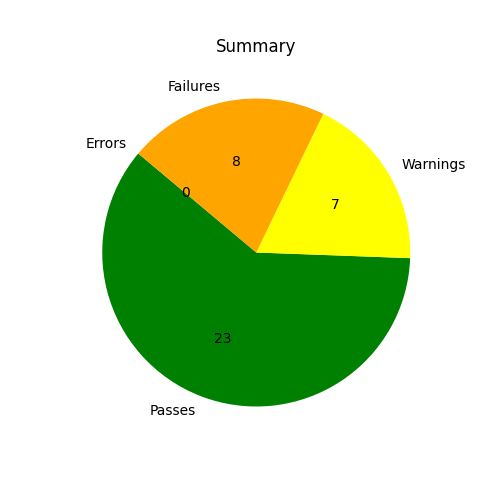 Summary
Failures
Errors
8
Warnings
0
7
23
Passes